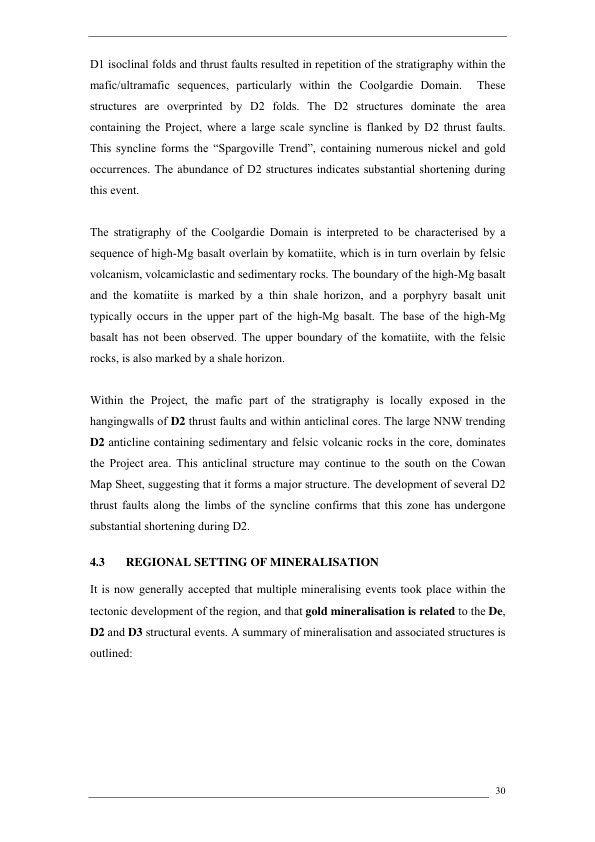 D1 isoclinal folds and thrust faults resulted in repetition of the stratigraphy within the
mafic/ultramafic sequences, particularly within the Coolgardie Domain. These
structures are overprinted by D2 folds. The D2 structures dominate the area
containing the Project, where a large scale syncline is flanked by D2 thrust faults.
This syncline forms the “Spargoville Trend”, containing numerous nickel and gold
occurrences. The abundance of D2 structures indicates substantial shortening during
this event.
The stratigraphy of the Coolgardie Domain is interpreted to be characterised by a
sequence of high-Mg basalt overlain by komatiite, which is in turn overlain by felsic
volcanism, volcamiclastic and sedimentary rocks. The boundary of the high-Mg basalt
and the komatiite is marked by a thin shale horizon, and a porphyry basalt unit
typically occurs in the upper part of the high-Mg basalt. The base of the high-Mg
basalt has not been observed. The upper boundary of the komatiite, with the felsic
rocks, is also marked by a shale horizon.
Within the Project, the mafic part of the stratigraphy is locally exposed in the
hangingwalls of D2 thrust faults and within anticlinal cores. The large NNW trending
D2 anticline containing sedimentary and felsic volcanic rocks in the core, dominates
the Project area. This anticlinal structure may continue to the south on the Cowan
Map Sheet, suggesting that it forms a major structure. The development of several D2
thrust faults along the limbs of the syncline confirms that this zone has undergone
substantial shortening during D2.
4.3 REGIONAL SETTING OF MINERALISATION
It is now generally accepted that multiple mineralising events took place within the
tectonic development of the region, and that gold mineralisation is related to the De,
D2 and D3 structural events. A summary of mineralisation and associated structures is
outlined:
30